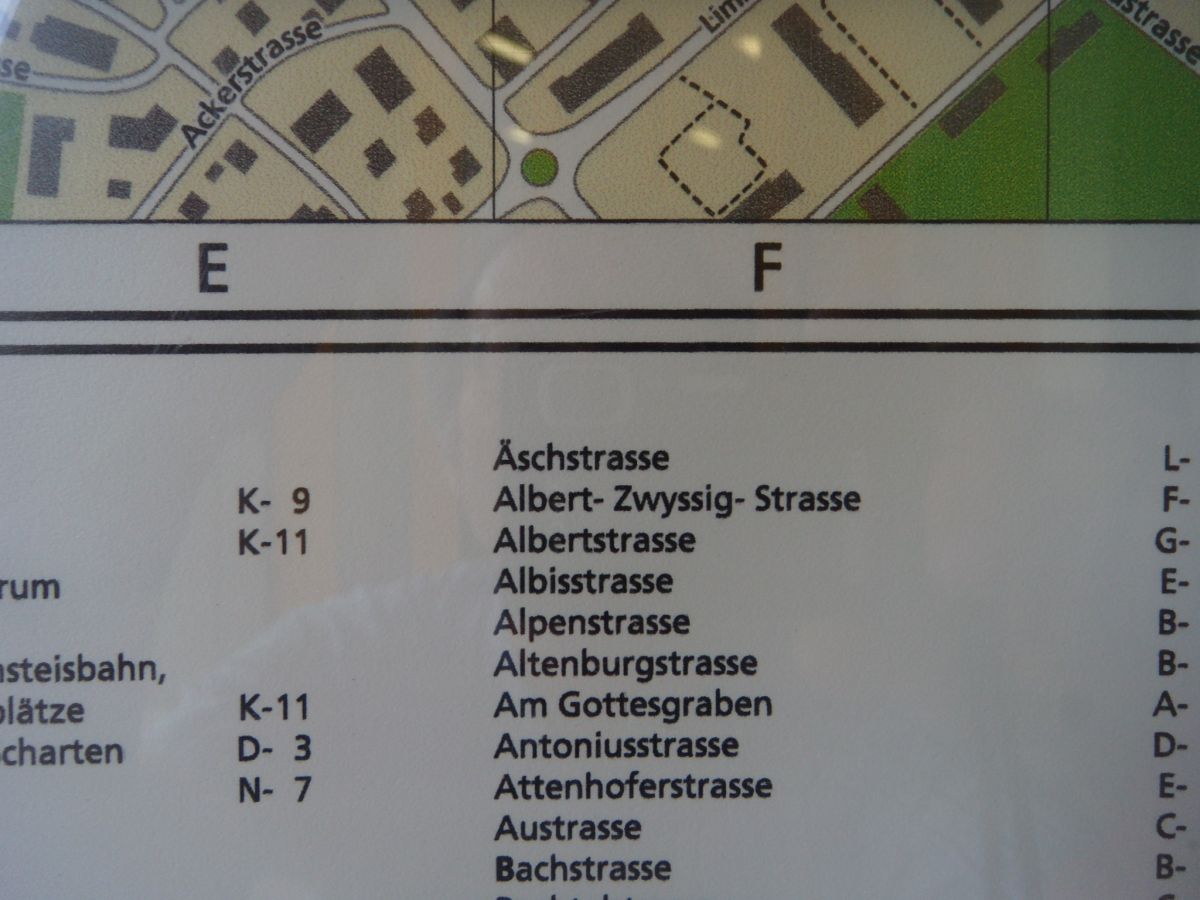 Ackerstrasse
E
F
K- 9
K-11
K-11
D- 3
N- 7
Äschstrasse L-
Albert- Zwyssig- Strasse F-
Albertstrasse G-
Albisstrasse E-
Alpenstrasse B-
Altenburgstrasse B-
Am Gottesgraben A-
Antoniusstrasse D-
Attenhoferstrasse E-
Austrasse C-
Bachstrasse B-